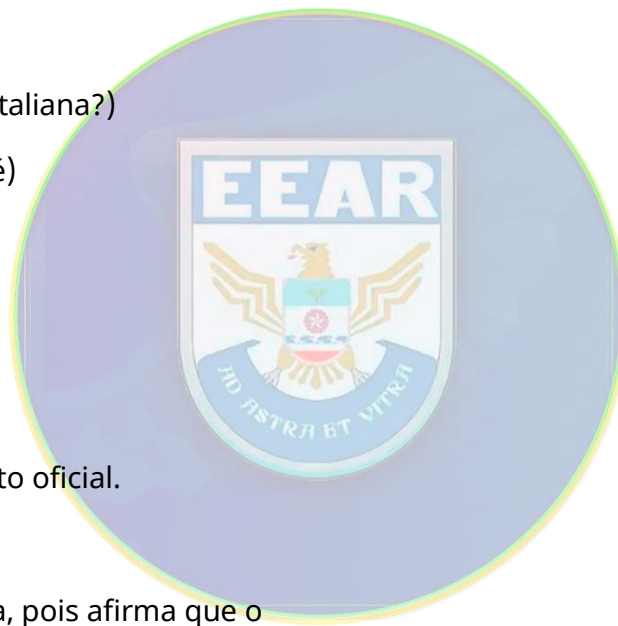 taliana?)
é)
EEAR
AD ASTRA ET VITRA
to oficial.
a, pois afirma que o